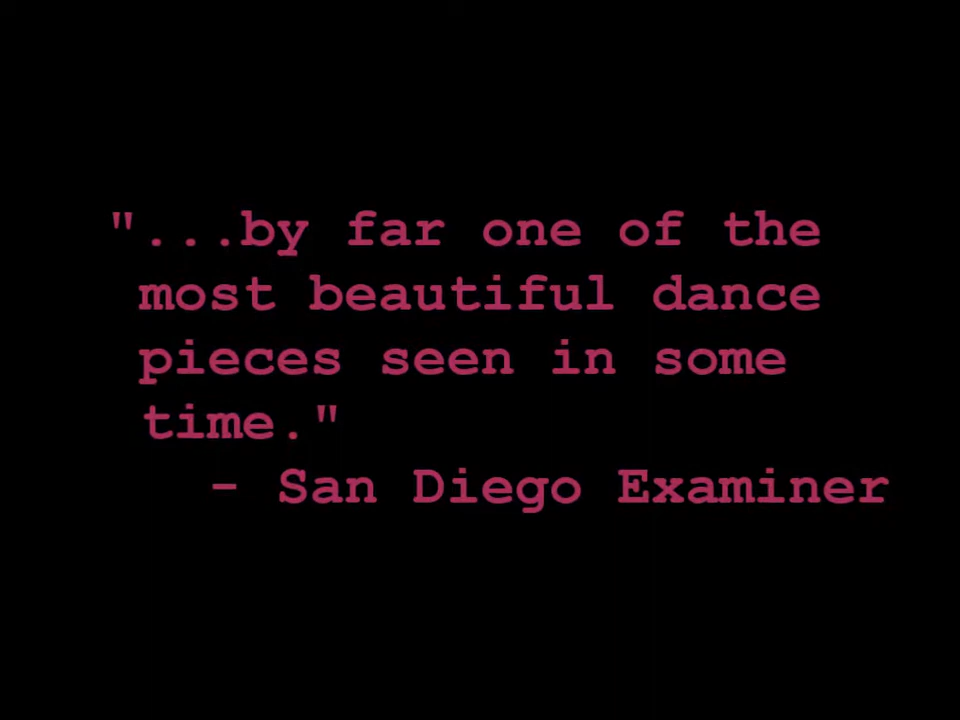 "...by far one of the
most beautiful dance
pieces seen in some
time."
- San Diego Examiner